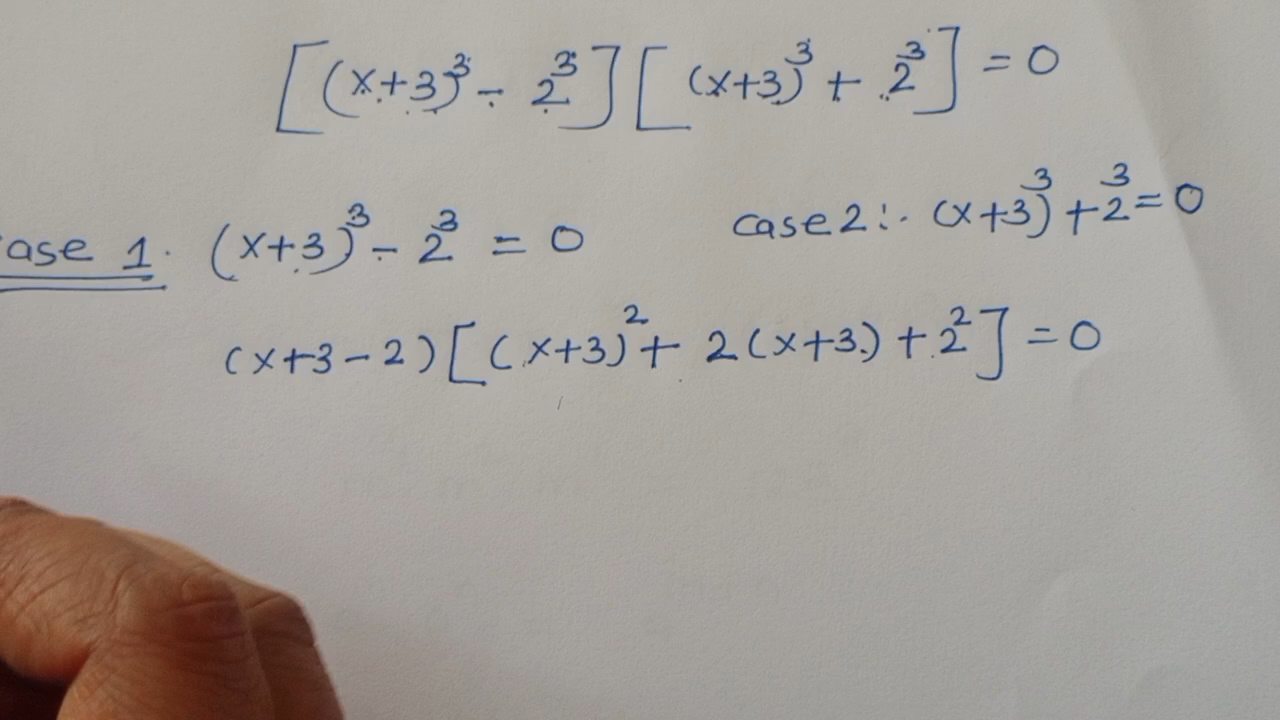 [(x+3)³ - 2³][(x+3)³ + 2³] = 0
ase 1. (x+3)³ - 2³ = 0
case 2:. (x+3)³ + 2³ = 0
(x+3-2)[(x+3)² + 2(x+3) + 2²] = 0